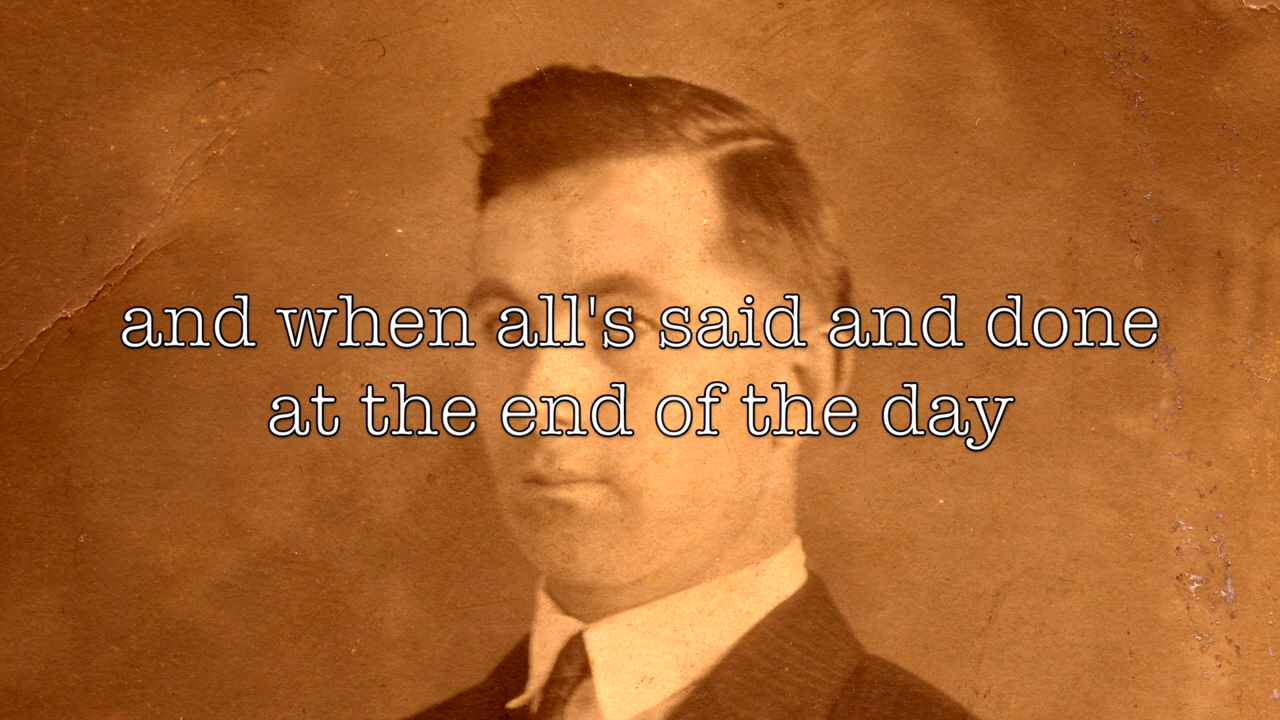 and when all's said and done
at the end of the day